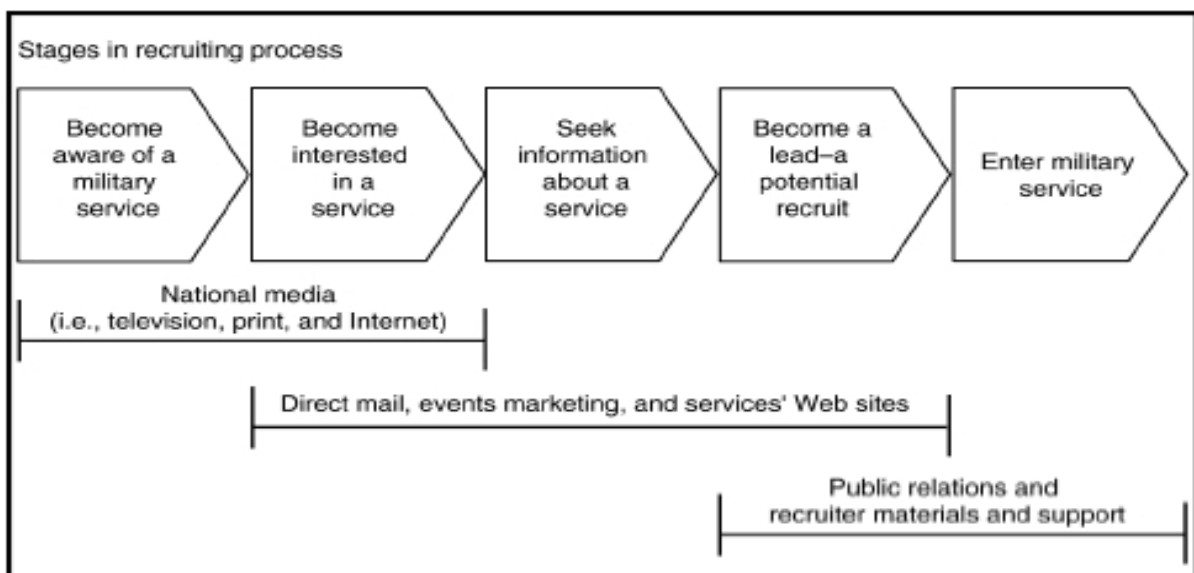 Stages in recruiting process
Become
aware of a
military
service
Become
interested
in a
service
Seek
information
about a
service
Become a
lead–a
potential
recruit
Enter military
service
National media
(i.e., television, print, and Internet)
Direct mail, events marketing, and services' Web sites
Public relations and
recruiter materials and support